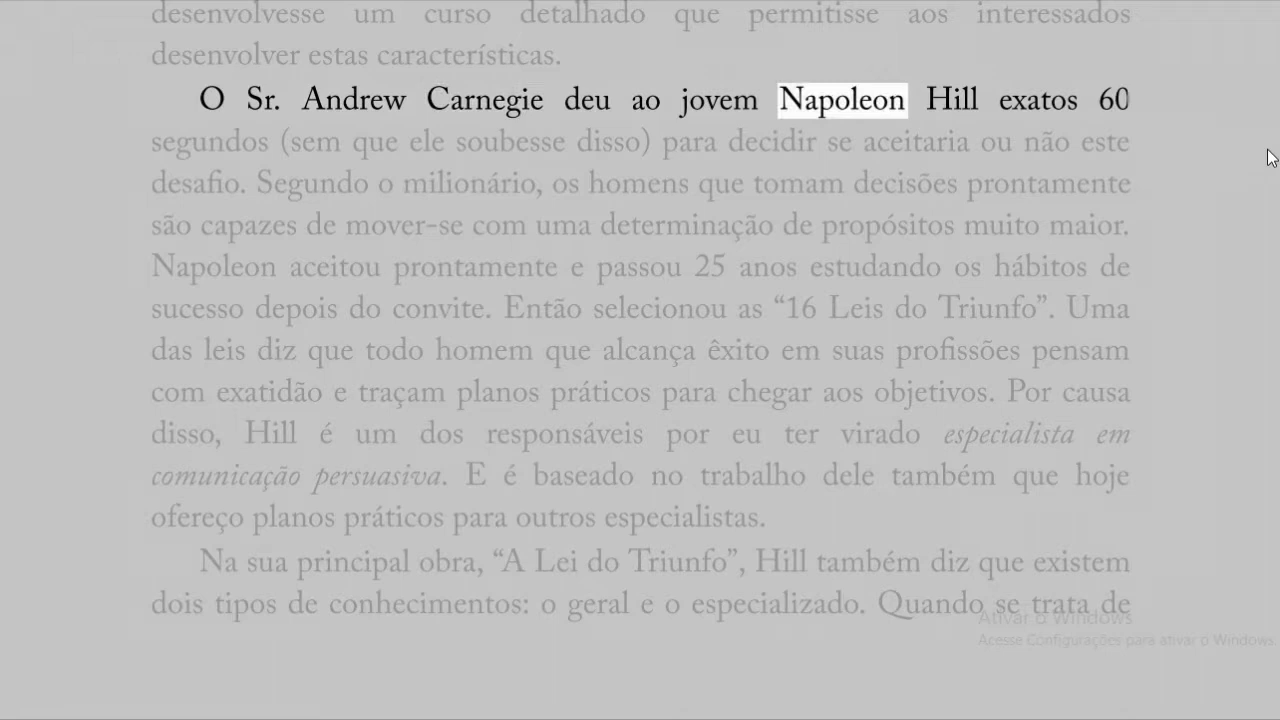 desenvolvesse um curso detalhado que permitisse aos interessados
desenvolver estas características.
O Sr. Andrew Carnegie deu ao jovem Napoleon Hill exatos 60
segundos (sem que ele soubesse disso) para decidir se aceitaria ou não este
desafio. Segundo o milionário, os homens que tomam decisões prontamente
são capazes de mover-se com uma determinação de propósitos muito maior.
Napoleon aceitou prontamente e passou 25 anos estudando os hábitos de
sucesso depois do convite. Então selecionou as “16 Leis do Triunfo”. Uma
das leis diz que todo homem que alcança êxito em suas profissões pensam
com exatidão e traçam planos práticos para chegar aos objetivos. Por causa
disso, Hill é um dos responsáveis por eu ter virado especialista em
comunicação persuasiva. E é baseado no trabalho dele também que hoje
ofereço planos práticos para outros especialistas.
Na sua principal obra, “A Lei do Triunfo”, Hill também diz que existem
dois tipos de conhecimentos: o geral e o especializado. Quando se trata de
Ativar o Windows
Acesse Configurações para ativar o Windows.